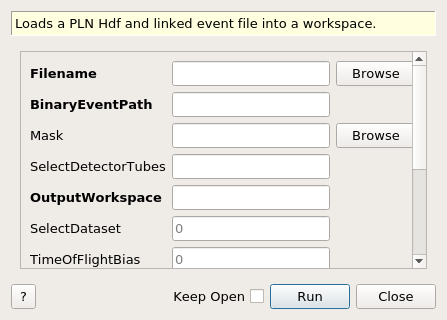 Loads a PLN Hdf and linked event file into a workspace.
Filename Browse
BinaryEventPath
Mask Browse
SelectDetectorTubes
OutputWorkspace
SelectDataset 0
TimeOfFlightBias 0
? Keep Open Run Close